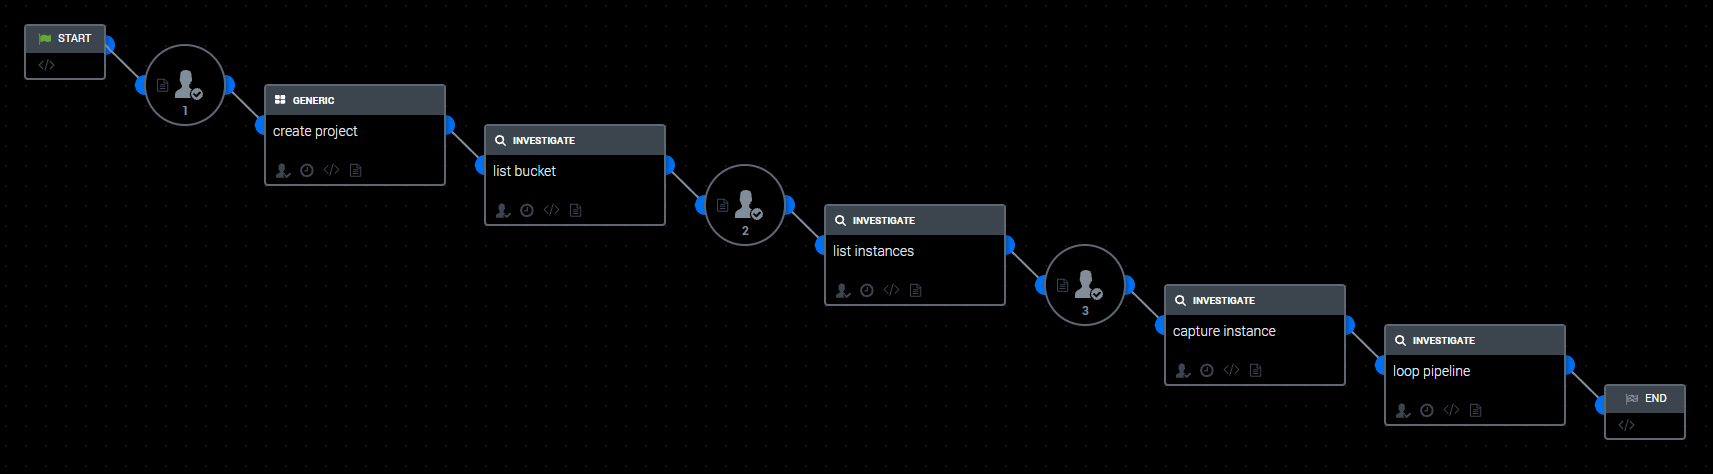 START
</>
1
GENERIC
create project
</>
INVESTIGATE
list bucket
</>
2
INVESTIGATE
list instances
</>
3
INVESTIGATE
capture instance
</>
INVESTIGATE
loop pipeline
</>
END
</>